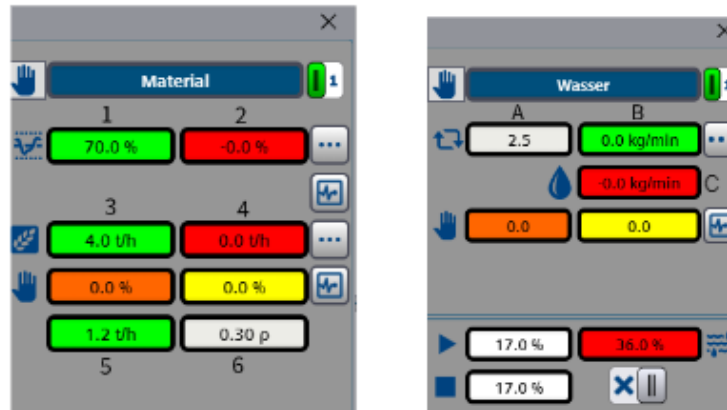 Material
1
1 2
70.0 % -0.0 %
3 4
4.0 t/h 0.0 t/h
0.0 % 0.0 %
1.2 t/h 0.30 ρ
5 6
Wasser
A B
2.5 0.0 kg/min
-0.0 kg/min C
0.0 0.0
17.0 % 36.0 %
17.0 %